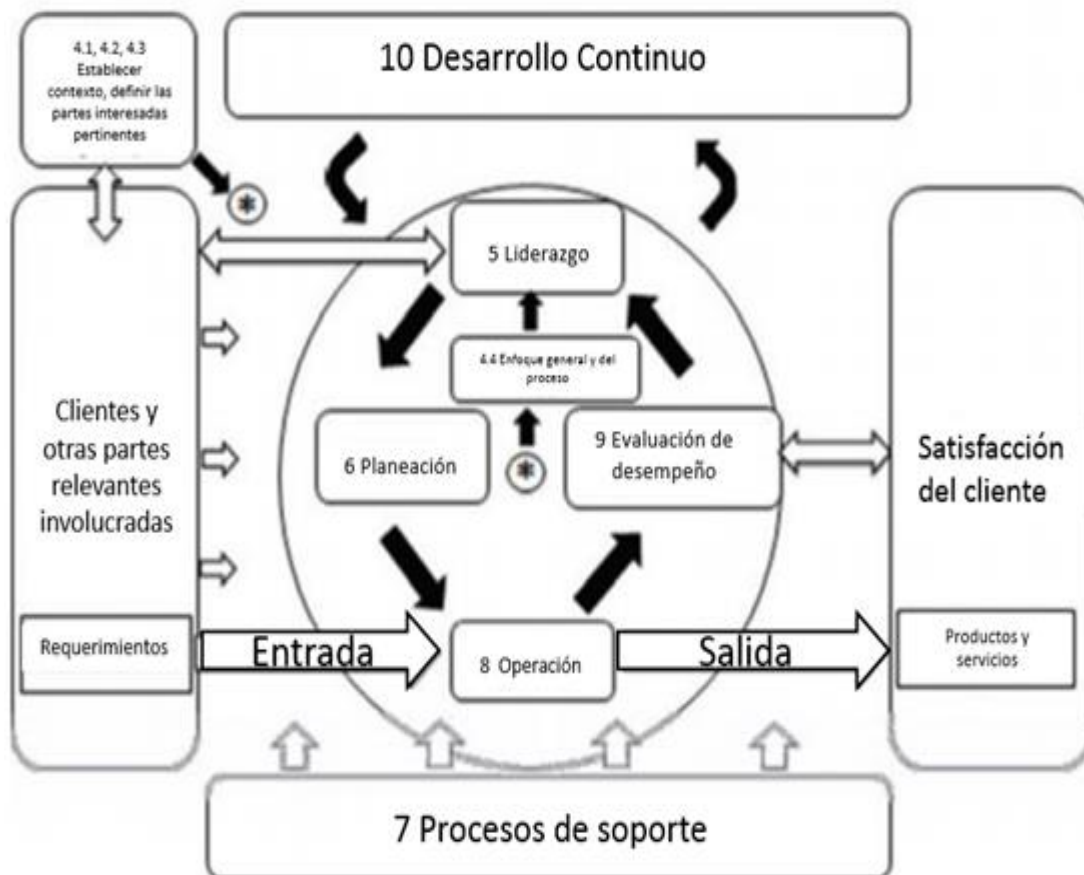 4.1, 4.2, 4.3
Establecer
contexto, definir las
partes interesadas
pertinentes
10 Desarrollo Continuo
5 Liderazgo
4.4 Enfoque general y del
proceso
Clientes y
otras partes
relevantes
involucradas
6 Planeación
9 Evaluación de
desempeño
Satisfacción
del cliente
Requerimientos
Entrada
8 Operación
Salida
Productos y
servicios
7 Procesos de soporte